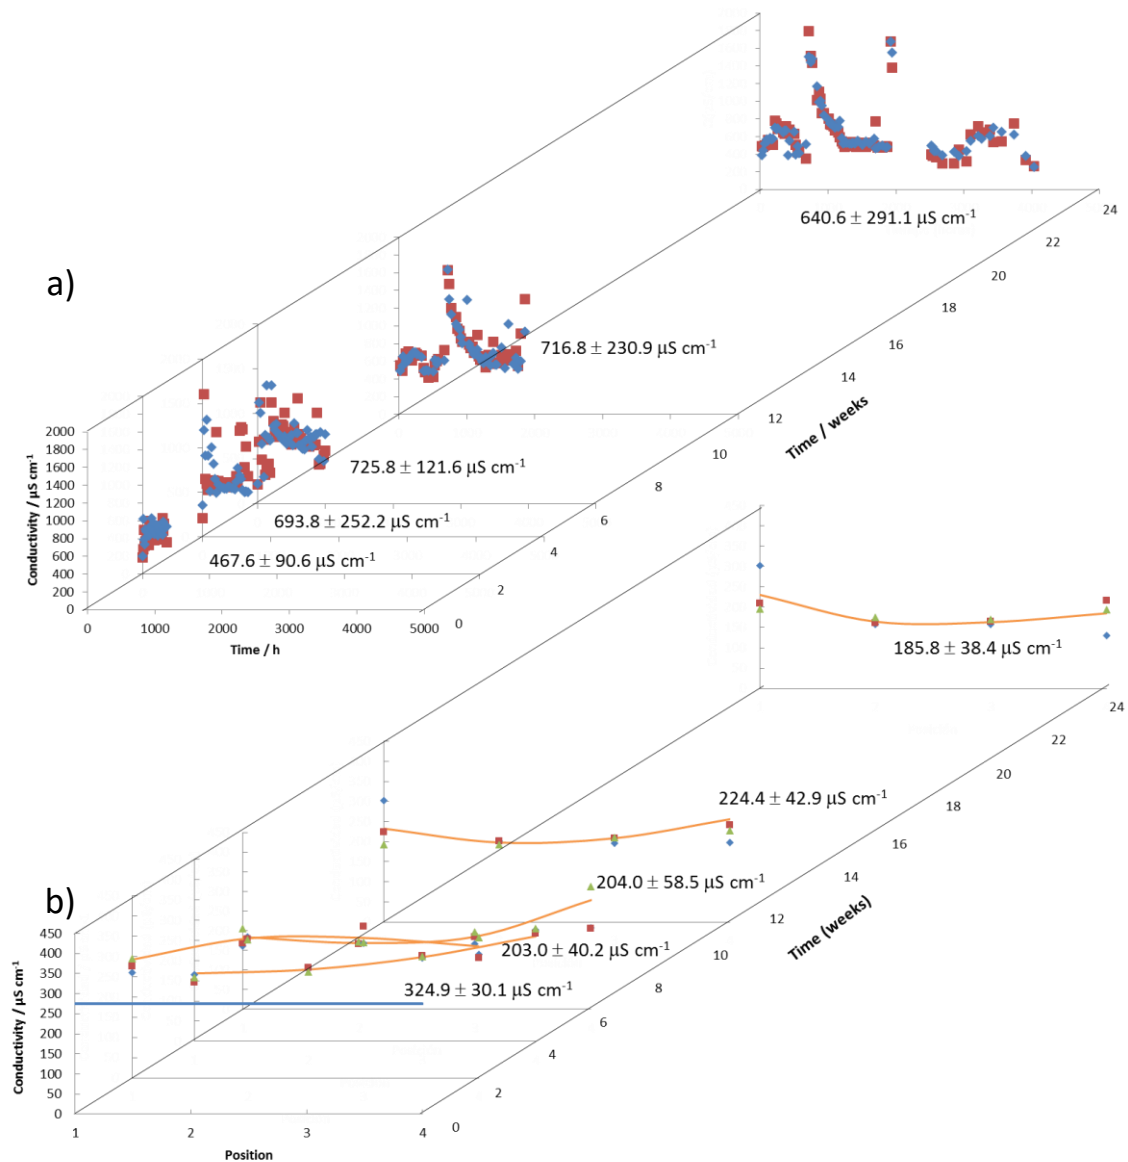 a)
Conductivity / µS cm-1
2000
1800
1600
1400
1200
1000
800
600
400
200
0
0 1000 2000 3000 4000 5000
Time / h
0
2
4
6
8
10
12
14
16
18
20
22
24
Time / weeks
467.6 ± 90.6 µS cm-1
693.8 ± 252.2 µS cm-1
725.8 ± 121.6 µS cm-1
716.8 ± 230.9 µS cm-1
640.6 ± 291.1 µS cm-1
b)
Conductivity / µS cm-1
450
400
350
300
250
200
150
100
50
0
1 2 3 4
Position
0
2
4
6
8
10
12
14
16
18
20
22
24
Time (weeks)
324.9 ± 30.1 µS cm-1
203.0 ± 40.2 µS cm-1
204.0 ± 58.5 µS cm-1
224.4 ± 42.9 µS cm-1
185.8 ± 38.4 µS cm-1